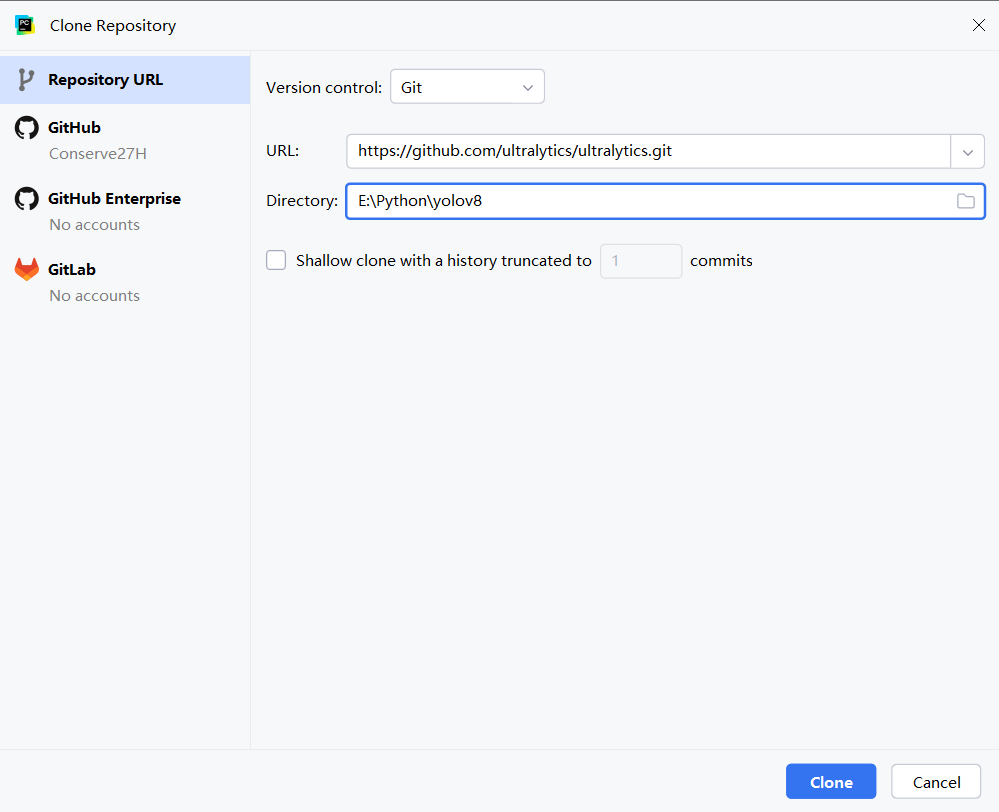 Clone Repository
Repository URL
GitHub
Conserve27H
GitHub Enterprise
No accounts
GitLab
No accounts
Version control: Git
URL: https://github.com/ultralytics/ultralytics.git
Directory: E:\Python\yolov8
Shallow clone with a history truncated to 1 commits
Clone Cancel